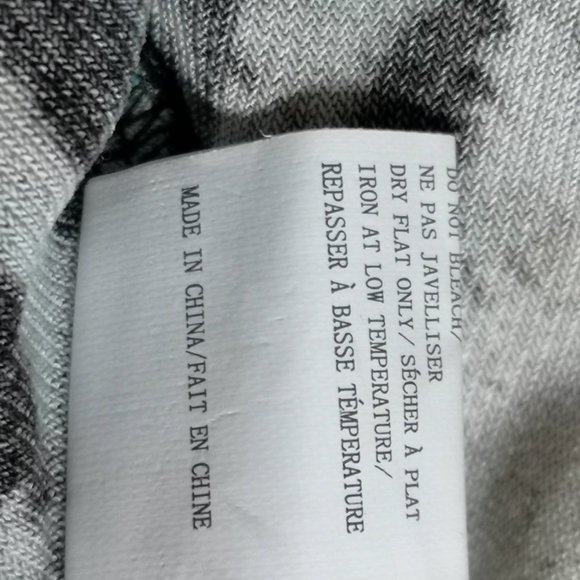 DO NOT BLEACH/
NE PAS JAVELLISER
DRY FLAT ONLY/ SÉCHER À PLAT
IRON AT LOW TEMPERATURE/
REPASSER À BASSE TÉMPERATURE
MADE IN CHINA/FAIT EN CHINE